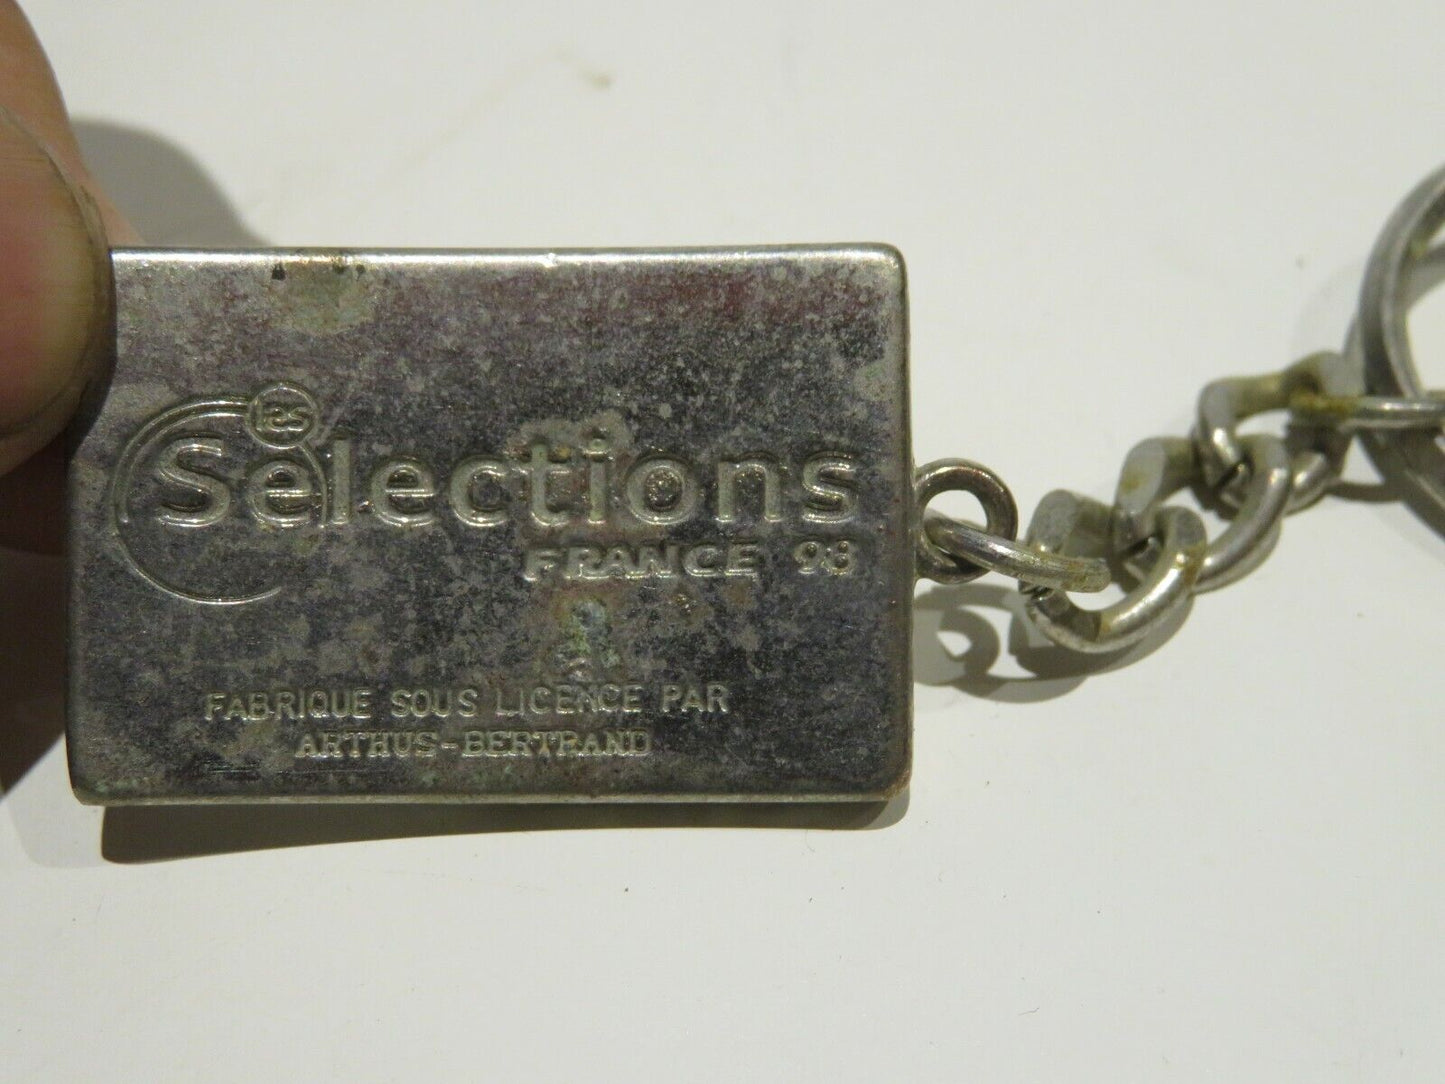 les
Sélections
FRANCE 98
FABRIQUE SOUS LICENCE PAR
ARTHUS-BERTRAND